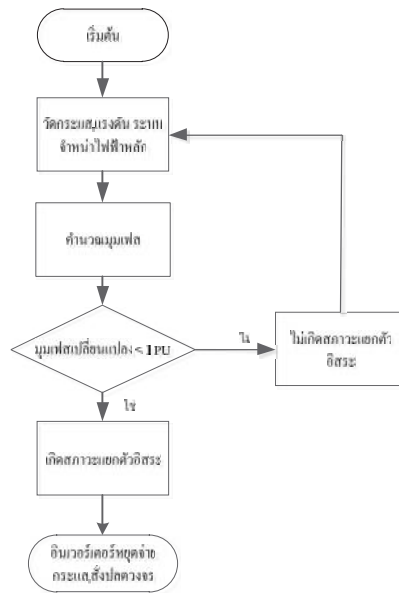 เริ่มต้น
วัดกระแส,แรงดัน ระบบ
จำหน่ายไฟฟ้าหลัก
คำนวณมุมเฟส
มุมเฟสเปลี่ยนแปลง < 1 PU
ไม่
ไม่เกิดสภาวะแยกตัว
อิสระ
ใช่
เกิดสภาวะแยกตัวอิสระ
อินเวอร์เตอร์หยุดจ่าย
กระแส,สั่งปลดวงจร